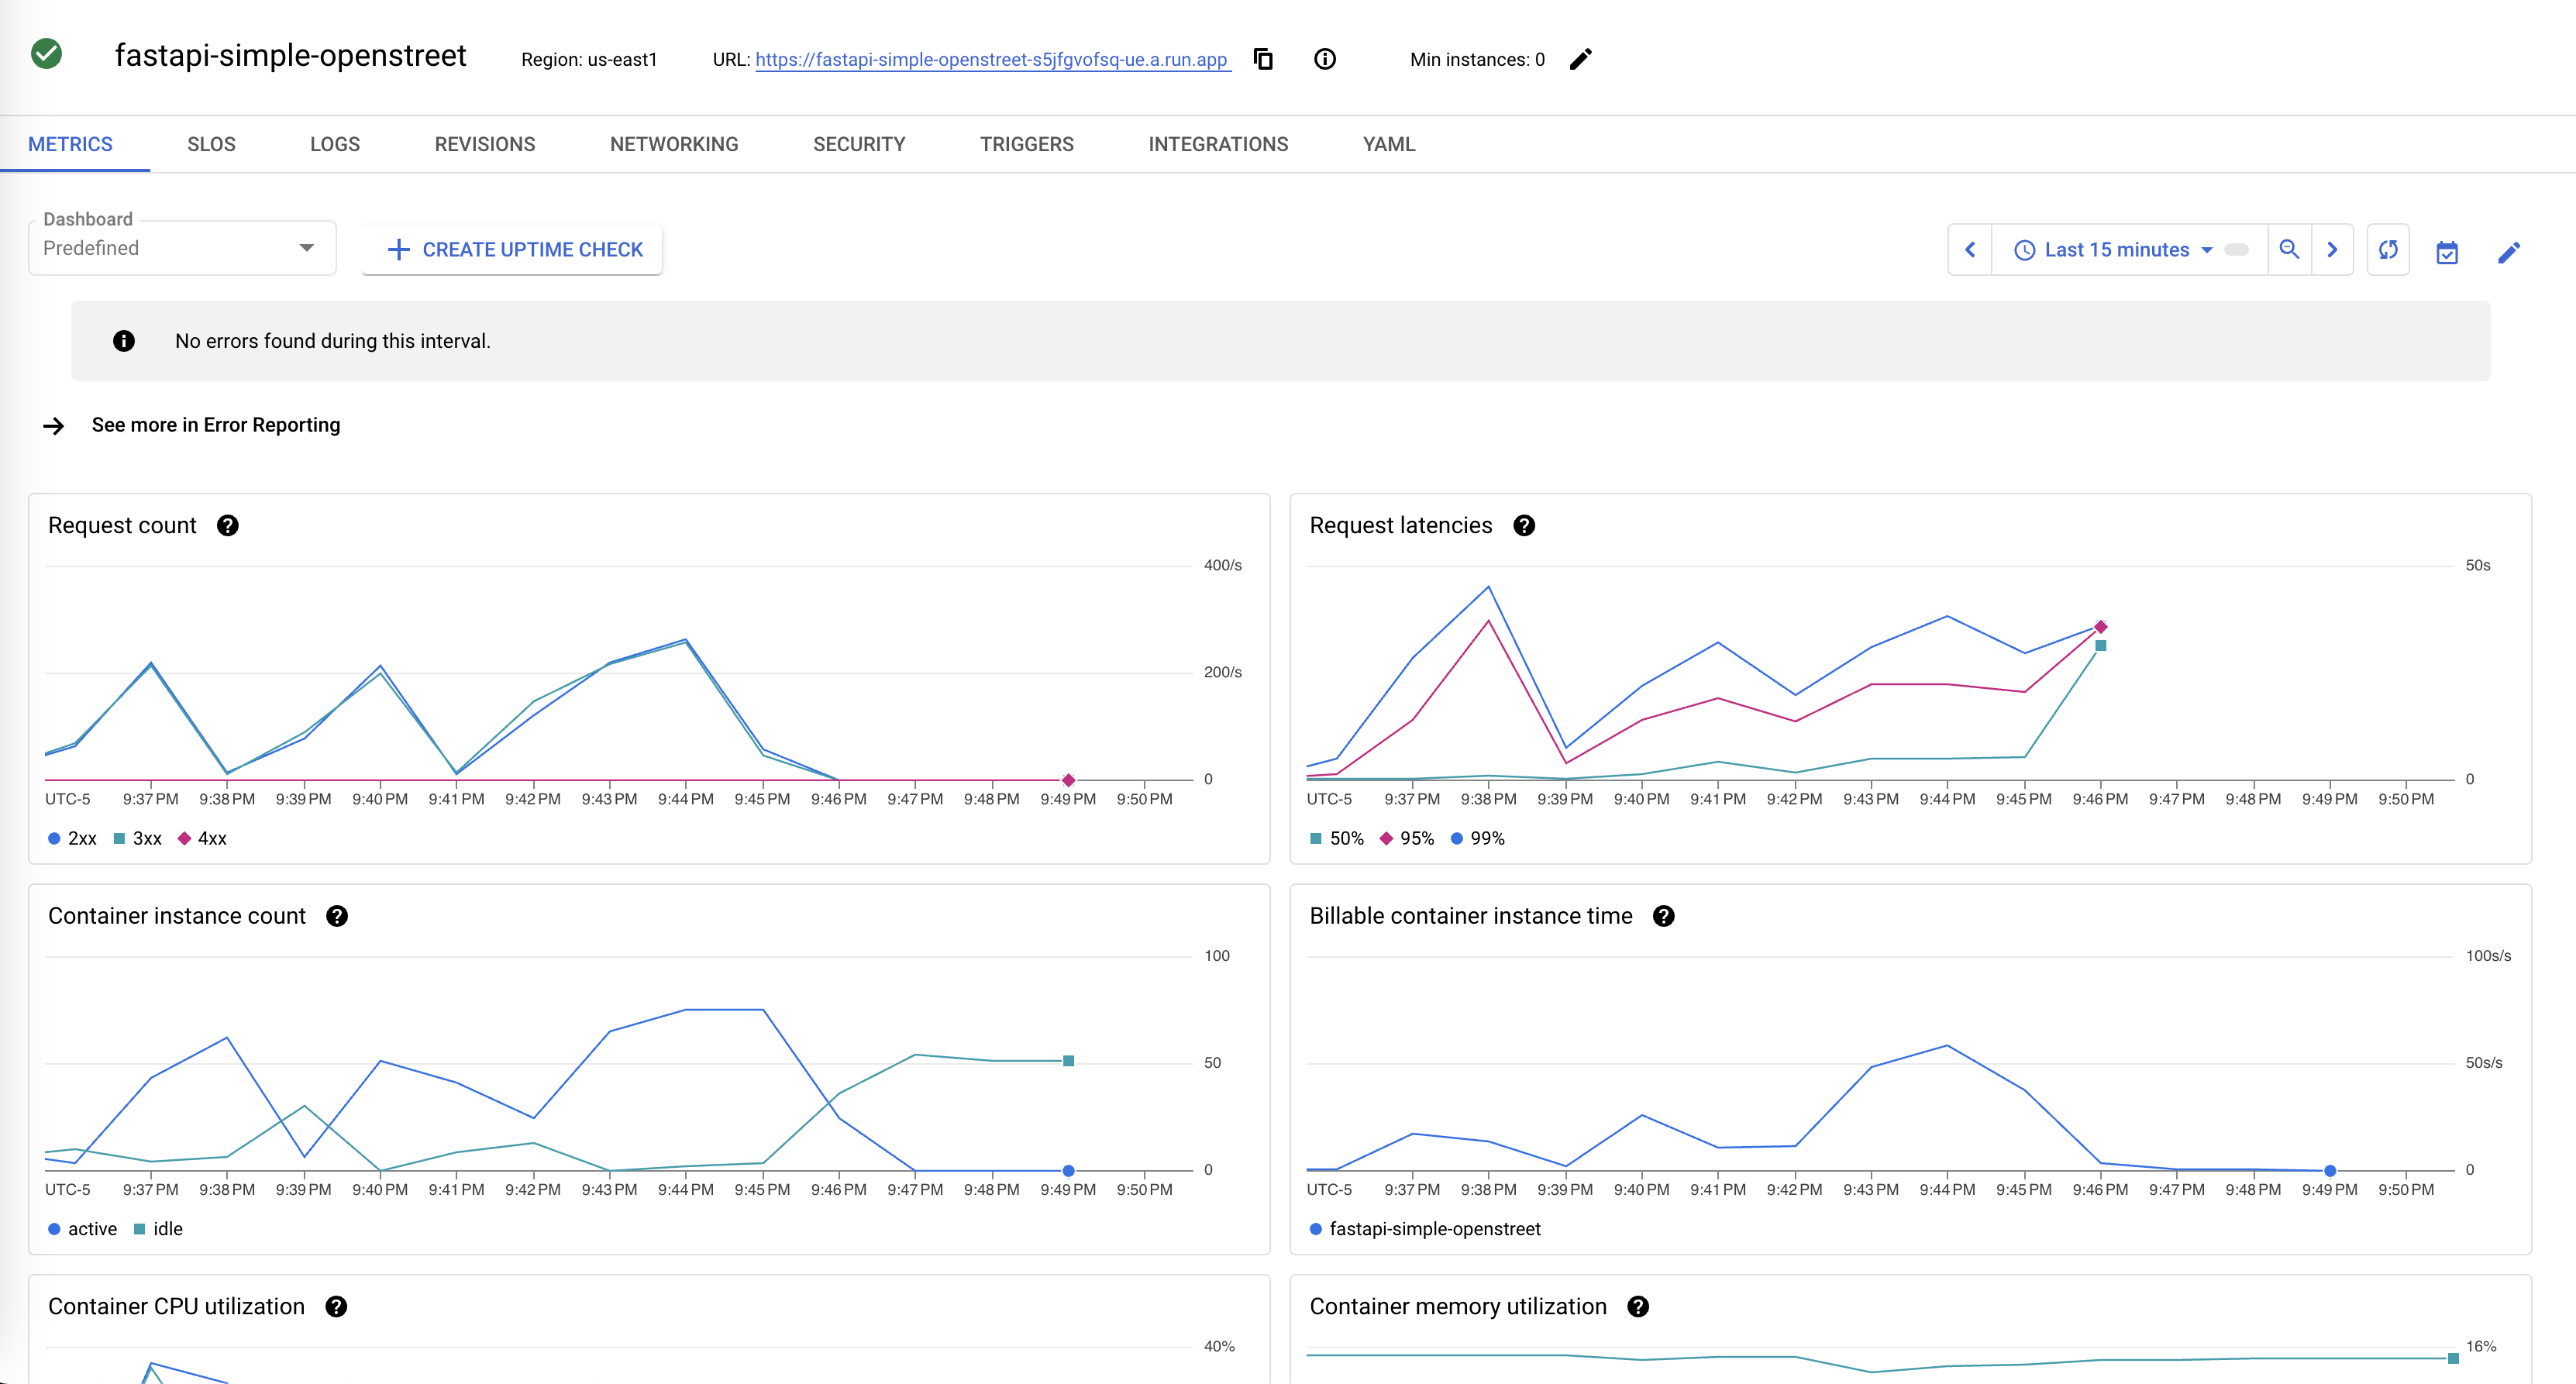 fastapi-simple-openstreet Region: us-east1 URL: https://fastapi-simple-openstreet-s5jfgvofsq-ue.a.run.app Min instances: 0
METRICS SLOS LOGS REVISIONS NETWORKING SECURITY TRIGGERS INTEGRATIONS YAML
Dashboard
Predefined
CREATE UPTIME CHECK
Last 15 minutes
No errors found during this interval.
See more in Error Reporting
Request count
400/s
200/s
0
UTC-5 9:37 PM 9:38 PM 9:39 PM 9:40 PM 9:41 PM 9:42 PM 9:43 PM 9:44 PM 9:45 PM 9:46 PM 9:47 PM 9:48 PM 9:49 PM 9:50 PM
2xx 3xx 4xx
Request latencies
50s
0
UTC-5 9:37 PM 9:38 PM 9:39 PM 9:40 PM 9:41 PM 9:42 PM 9:43 PM 9:44 PM 9:45 PM 9:46 PM 9:47 PM 9:48 PM 9:49 PM 9:50 PM
50% 95% 99%
Container instance count
100
50
0
UTC-5 9:37 PM 9:38 PM 9:39 PM 9:40 PM 9:41 PM 9:42 PM 9:43 PM 9:44 PM 9:45 PM 9:46 PM 9:47 PM 9:48 PM 9:49 PM 9:50 PM
active idle
Billable container instance time
100s/s
50s/s
0
UTC-5 9:37 PM 9:38 PM 9:39 PM 9:40 PM 9:41 PM 9:42 PM 9:43 PM 9:44 PM 9:45 PM 9:46 PM 9:47 PM 9:48 PM 9:49 PM 9:50 PM
fastapi-simple-openstreet
Container CPU utilization
40%
Container memory utilization
16%